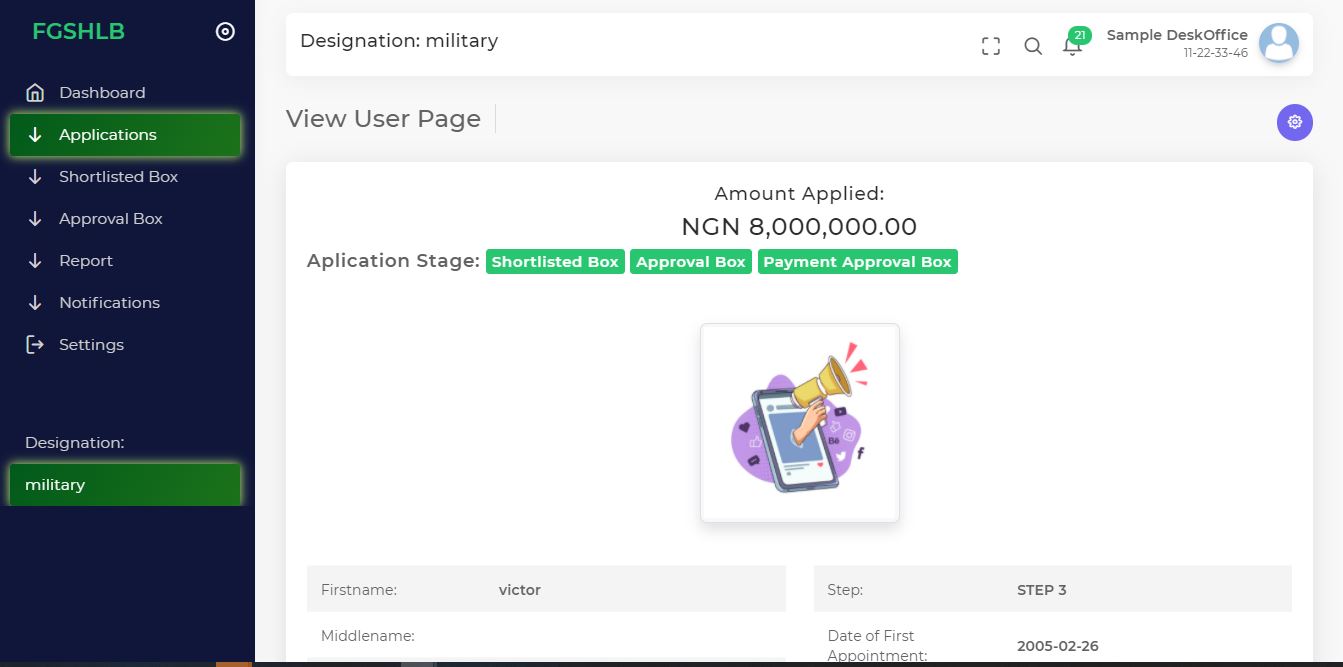 FGSHLB
Dashboard
Applications
Shortlisted Box
Approval Box
Report
Notifications
Settings
Designation:
military
Designation: military
21
Sample DeskOffice
11-22-33-46
View User Page
Amount Applied:
NGN 8,000,000.00
Aplication Stage: Shortlisted Box Approval Box Payment Approval Box
Bē
f
Firstname: victor
Middlename:
Step: STEP 3
Date of First
Appointment: 2005-02-26